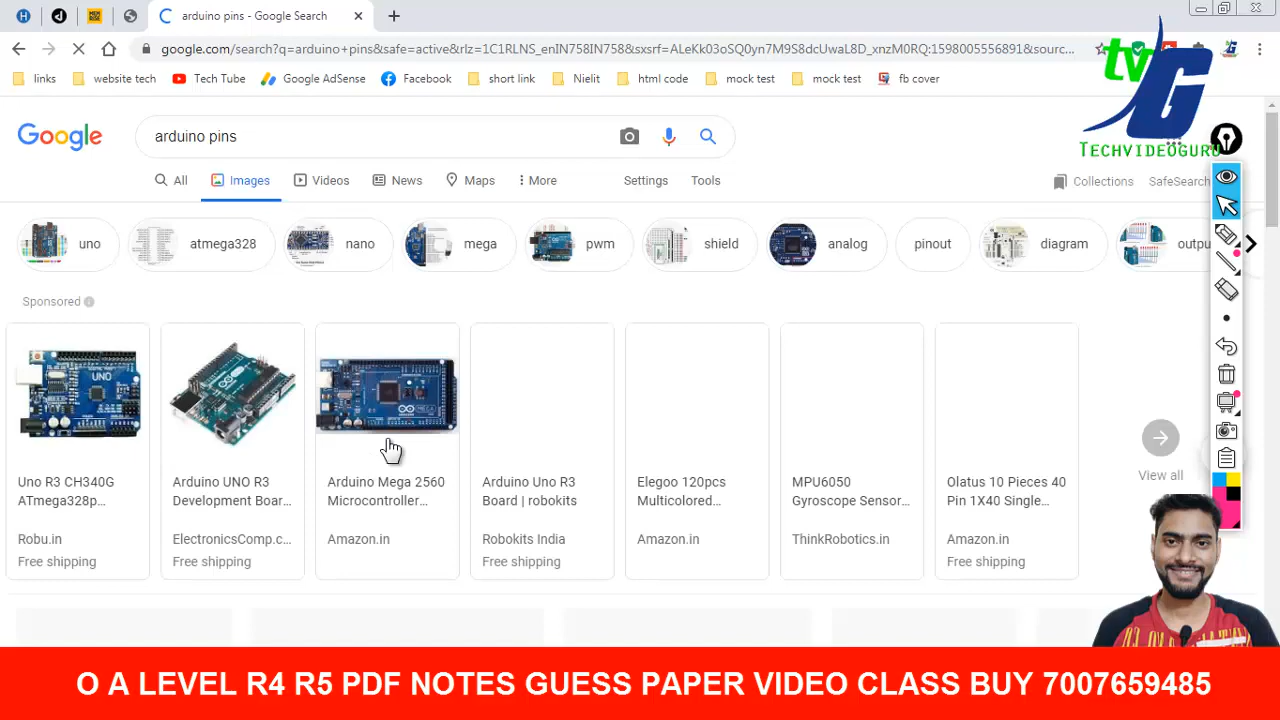 arduino pins - Google Search
google.com/search?q=arduino+pins&safe=active&rlz=1C1RLNS_enIN758IN758&sxsrf=ALeKk03oSQ0yn7M9S8dcUwaL8D_xnzM0RQ:1598005556891&sourc...
links
website tech
Tech Tube
Google AdSense
Facebook
short link
Nielit
html code
mock test
mock test
fb cover
tv G
TECHVIDEOGURU
Google
arduino pins
All
Images
Videos
News
Maps
More
Settings
Tools
Collections
SafeSearch
uno
atmega328
nano
mega
pwm
shield
analog
pinout
diagram
outpu
Sponsored
Uno R3 CH340G
ATmega328p...
Robu.in
Free shipping
Arduino UNO R3
Development Boar...
ElectronicsComp.c...
Free shipping
Arduino Mega 2560
Microcontroller...
Amazon.in
Arduino Uno R3
Board | robokits
Robokits India
Free shipping
Elegoo 120pcs
Multicolored...
Amazon.in
MPU6050
Gyroscope Sensor...
ThinkRobotics.in
Olatus 10 Pieces 40
Pin 1X40 Single...
Amazon.in
Free shipping
View all
UNO
O A LEVEL R4 R5 PDF NOTES GUESS PAPER VIDEO CLASS BUY 7007659485